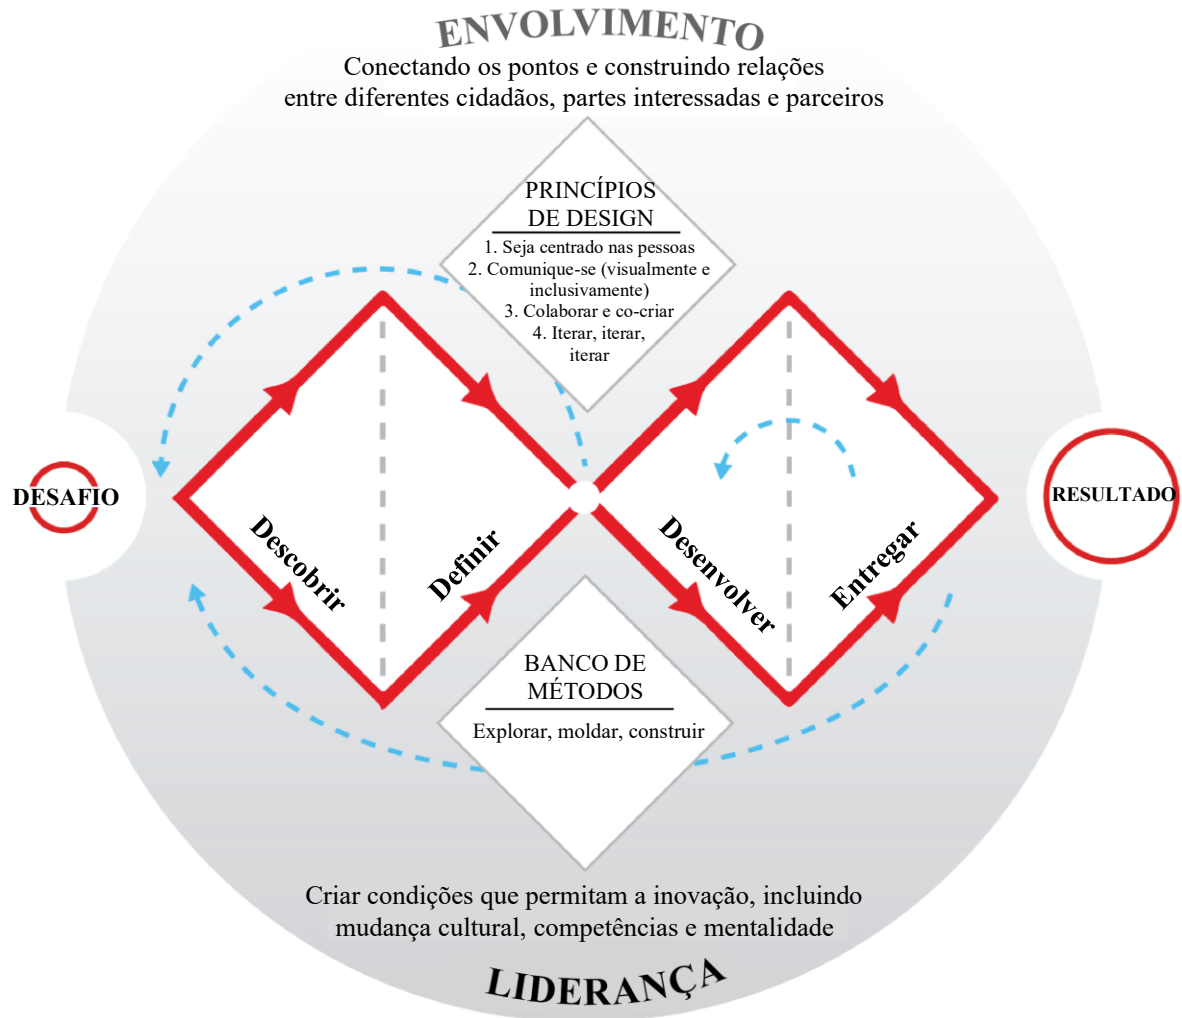 ENVOLVIMENTO
Conectando os pontos e construindo relações
entre diferentes cidadãos, partes interessadas e parceiros
PRINCÍPIOS
DE DESIGN
1. Seja centrado nas pessoas
2. Comunique-se (visualmente e
inclusivamente)
3. Colaborar e co-criar
4. Iterar, iterar,
iterar
DESAFIO
RESULTADO
Descobrir
Definir
Desenvolver
Entregar
BANCO DE
MÉTODOS
Explorar, moldar, construir
Criar condições que permitam a inovação, incluindo
mudança cultural, competências e mentalidade
LIDERANÇA